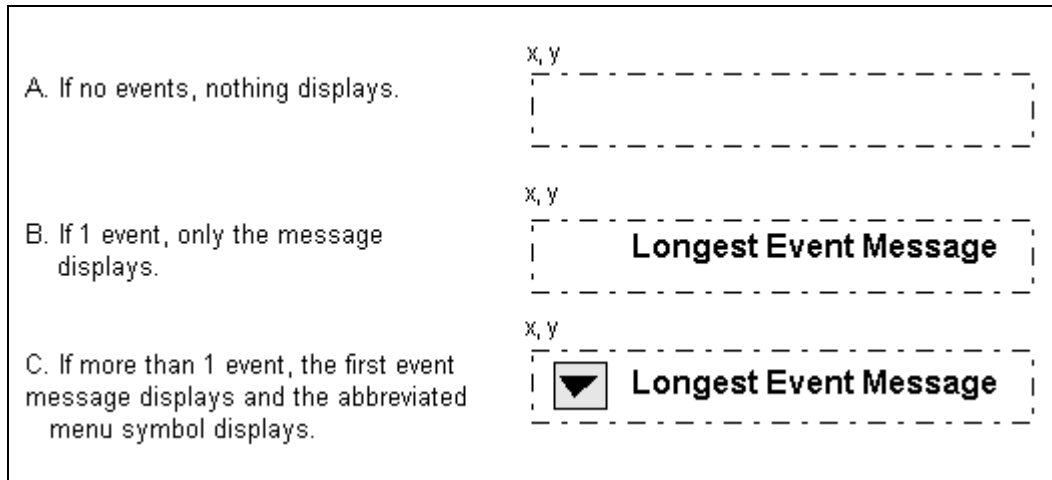 x, y
A. If no events, nothing displays.
x, y
B. If 1 event, only the message
displays.
Longest Event Message
x, y
C. If more than 1 event, the first event
message displays and the abbreviated
menu symbol displays.
Longest Event Message